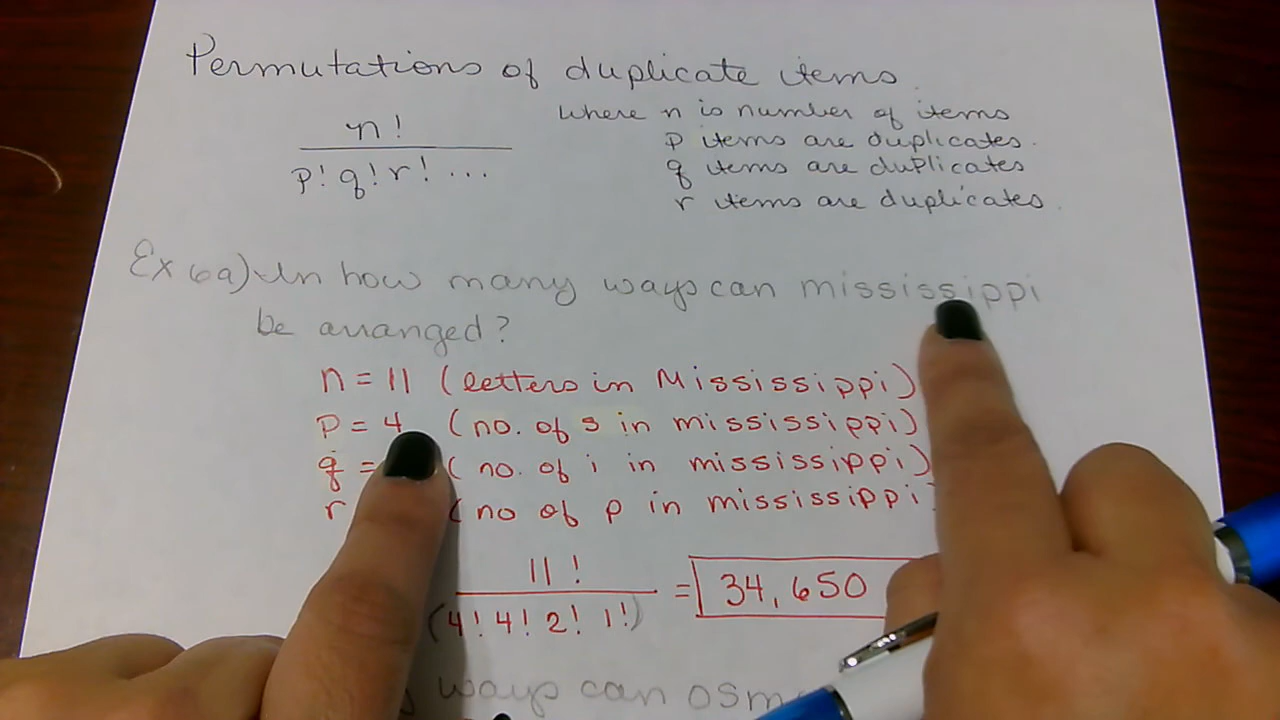 Permutations of duplicate items.
n!
p! q! r! ...
where n is number of items
p items are duplicates.
q items are duplicates
r items are duplicates.
Ex 6a) In how many ways can mississippi
be arranged?
n = 11 (letters in Mississippi)
P = 4 (no. of s in mississippi)
q = (no. of i in mississippi)
r (no of p in mississippi
11!
(4! 4! 2! 1!)
= 34,650
ways can